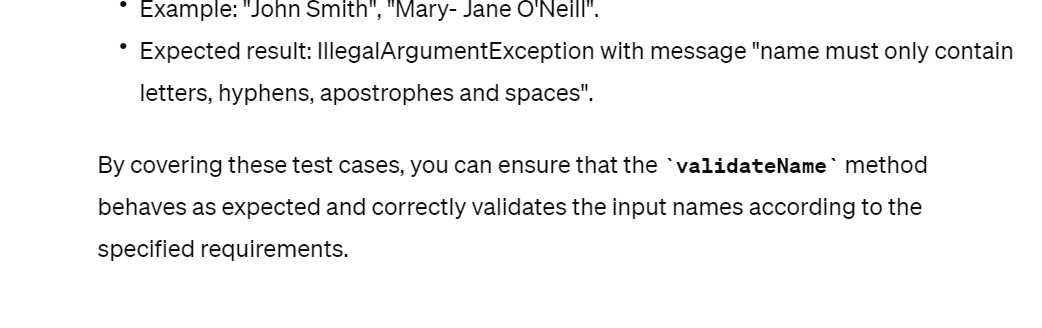 • Example: "John Smith", "Mary- Jane O'Neill".
• Expected result: IllegalArgumentException with message "name must only contain
letters, hyphens, apostrophes and spaces".
By covering these test cases, you can ensure that the `validateName` method
behaves as expected and correctly validates the input names according to the
specified requirements.